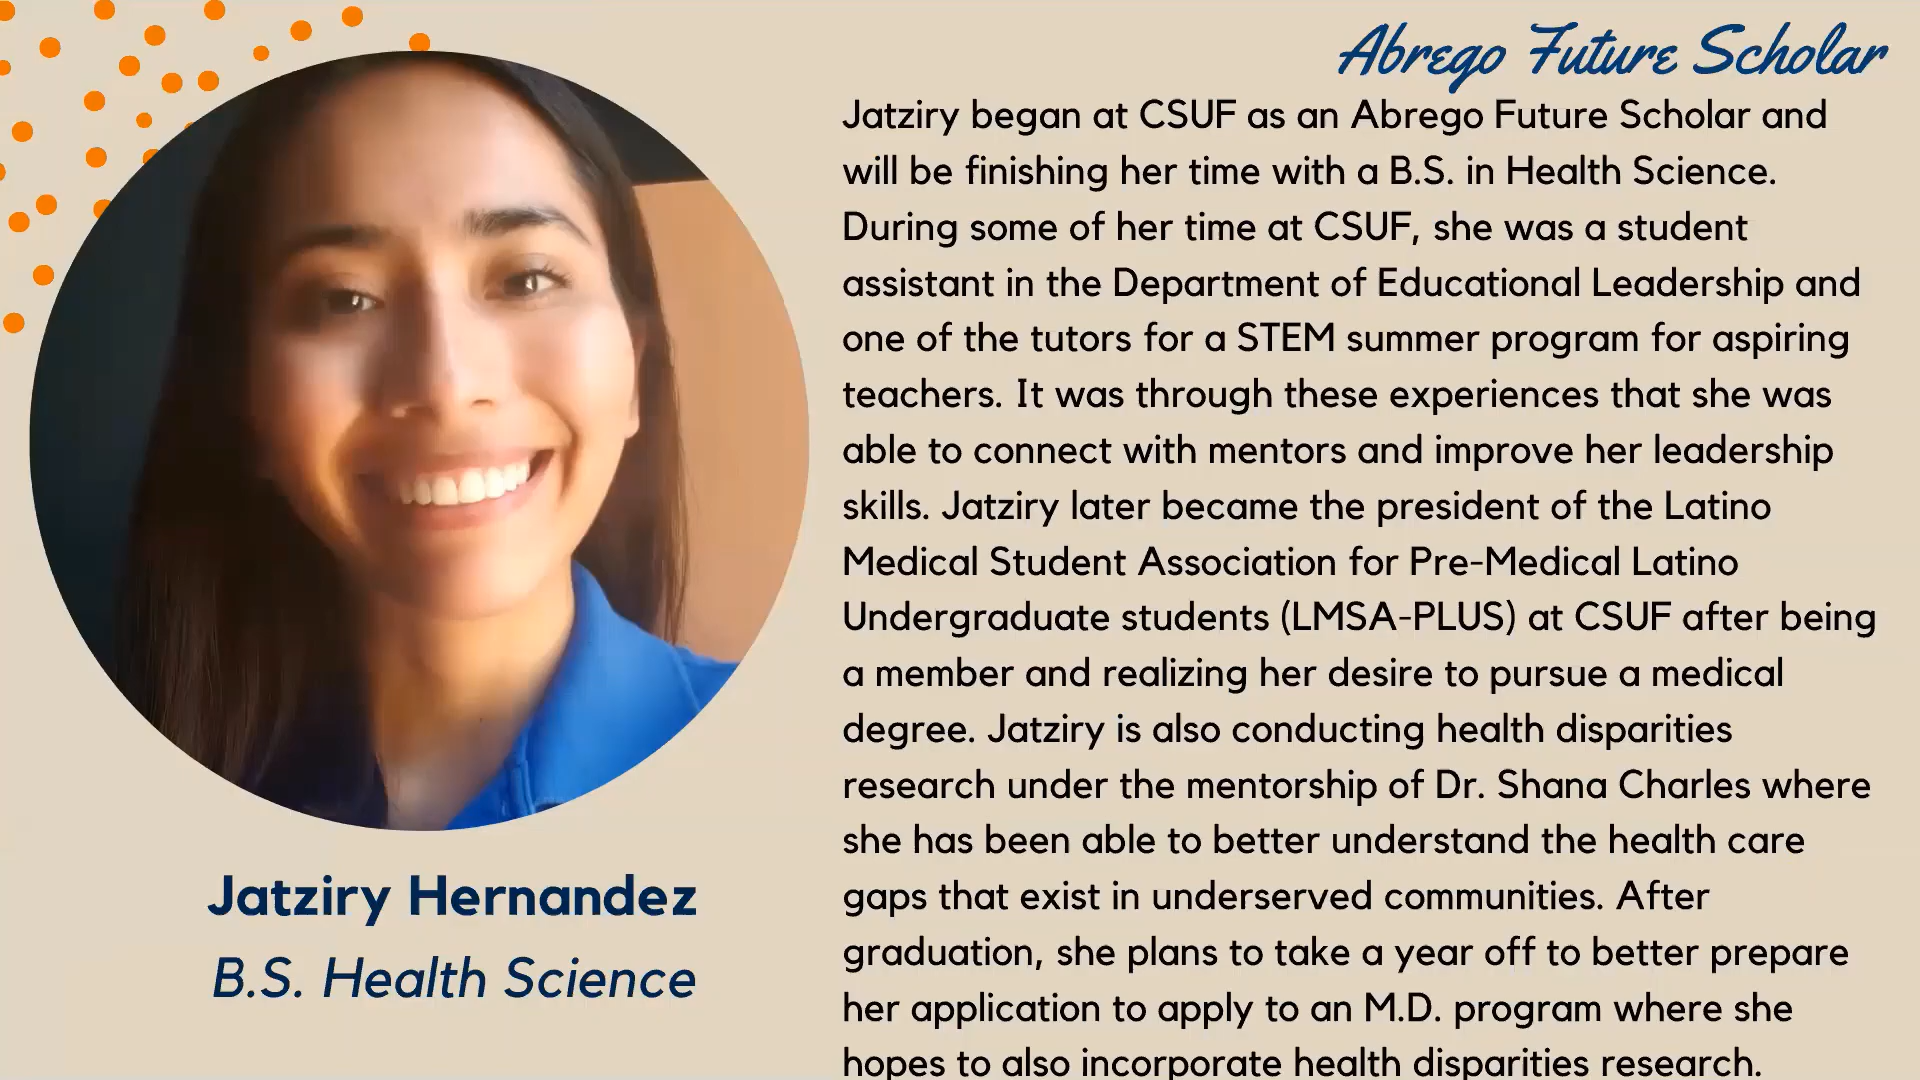 Abrego Future Scholar
Jatziry began at CSUF as an Abrego Future Scholar and
will be finishing her time with a B.S. in Health Science.
During some of her time at CSUF, she was a student
assistant in the Department of Educational Leadership and
one of the tutors for a STEM summer program for aspiring
teachers. It was through these experiences that she was
able to connect with mentors and improve her leadership
skills. Jatziry later became the president of the Latino
Medical Student Association for Pre-Medical Latino
Undergraduate students (LMSA-PLUS) at CSUF after being
a member and realizing her desire to pursue a medical
degree. Jatziry is also conducting health disparities
research under the mentorship of Dr. Shana Charles where
she has been able to better understand the health care
gaps that exist in underserved communities. After
graduation, she plans to take a year off to better prepare
her application to apply to an M.D. program where she
hopes to also incorporate health disparities research.
Jatziry Hernandez
B.S. Health Science